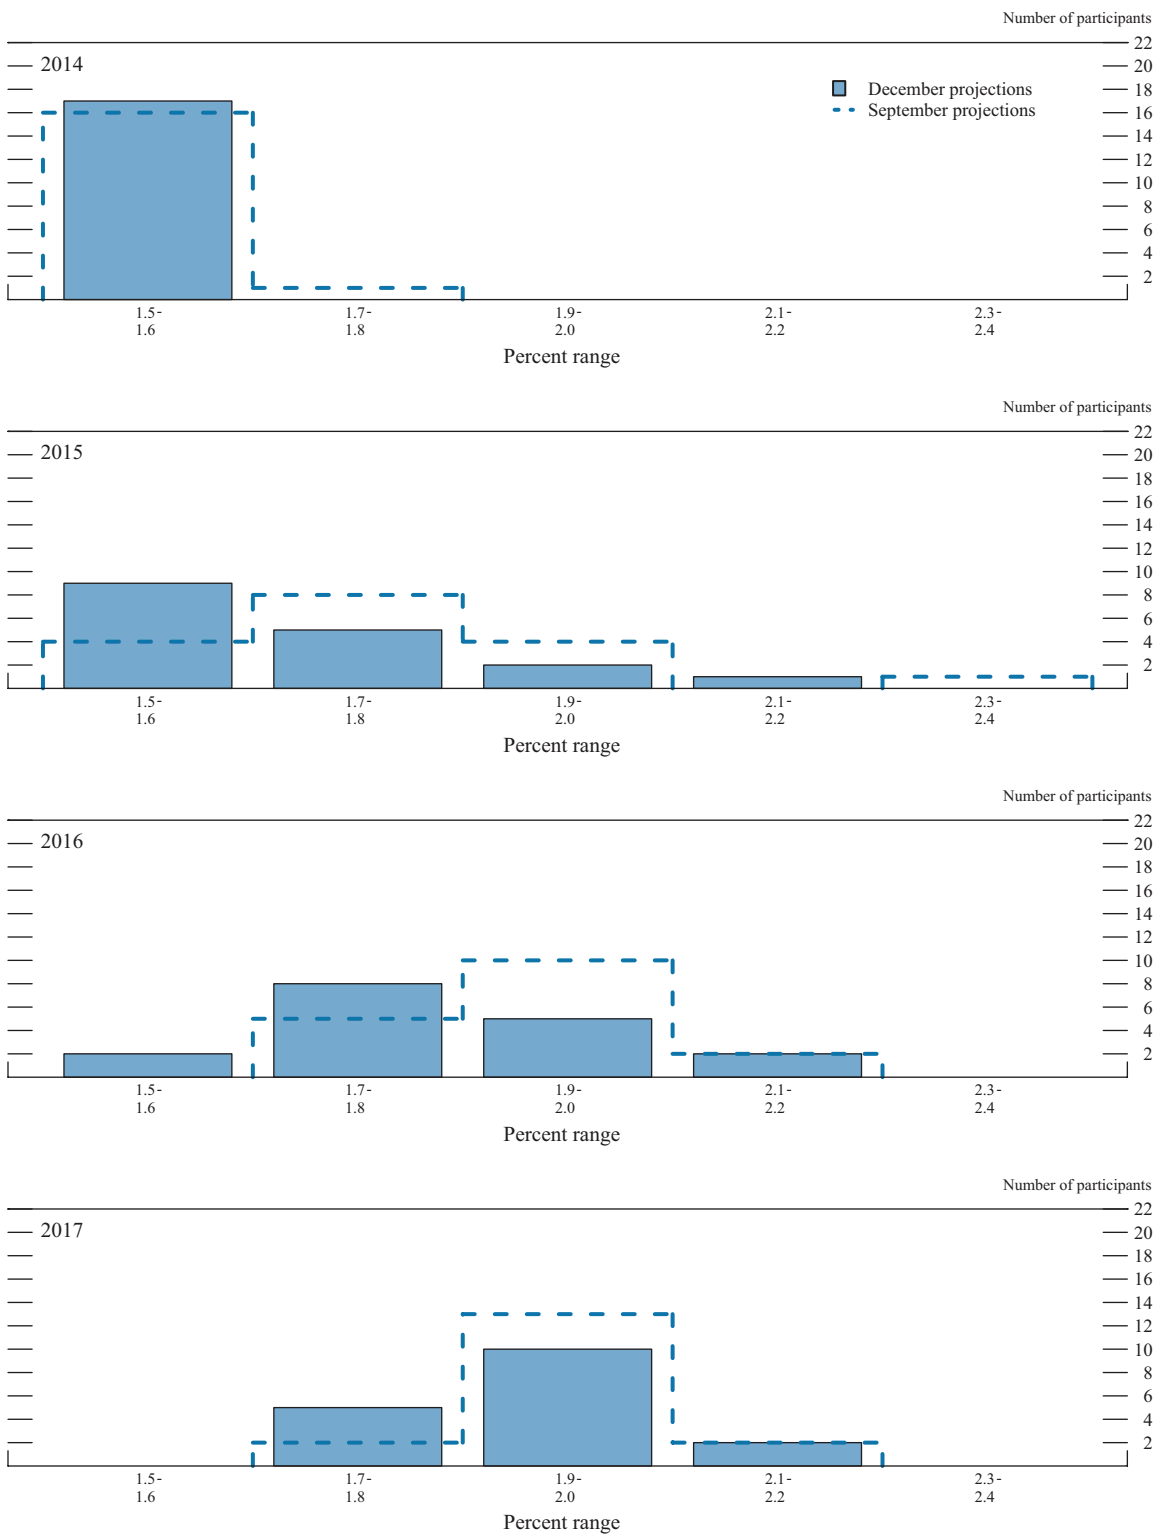 Number of participants
2014
22
20
18
16
14
12
10
8
6
4
2
December projections
September projections
1.5- 1.7- 1.9- 2.1- 2.3-
1.6 1.8 2.0 2.2 2.4
Percent range
Number of participants
2015
22
20
18
16
14
12
10
8
6
4
2
1.5- 1.7- 1.9- 2.1- 2.3-
1.6 1.8 2.0 2.2 2.4
Percent range
Number of participants
2016
22
20
18
16
14
12
10
8
6
4
2
1.5- 1.7- 1.9- 2.1- 2.3-
1.6 1.8 2.0 2.2 2.4
Percent range
Number of participants
2017
22
20
18
16
14
12
10
8
6
4
2
1.5- 1.7- 1.9- 2.1- 2.3-
1.6 1.8 2.0 2.2 2.4
Percent range